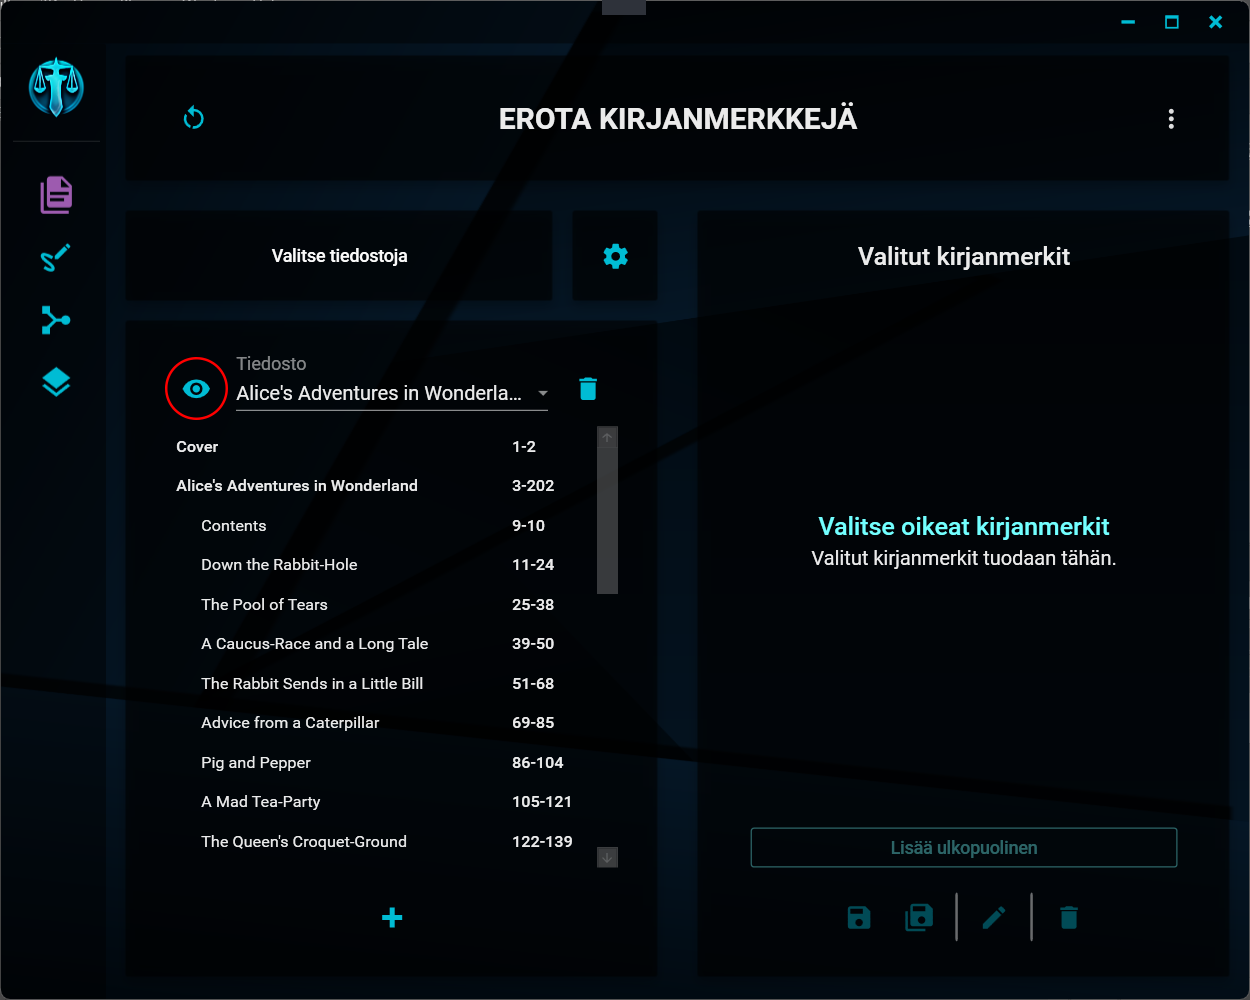 EROTA KIRJANMERKKEJÄ
Valitse tiedostoja
Tiedosto
Alice's Adventures in Wonderla...
Cover 1-2
Alice's Adventures in Wonderland 3-202
Contents 9-10
Down the Rabbit-Hole 11-24
The Pool of Tears 25-38
A Caucus-Race and a Long Tale 39-50
The Rabbit Sends in a Little Bill 51-68
Advice from a Caterpillar 69-85
Pig and Pepper 86-104
A Mad Tea-Party 105-121
The Queen's Croquet-Ground 122-139
Valitut kirjanmerkit
Valitse oikeat kirjanmerkit
Valitut kirjanmerkit tuodaan tähän.
Lisää ulkopuolinen